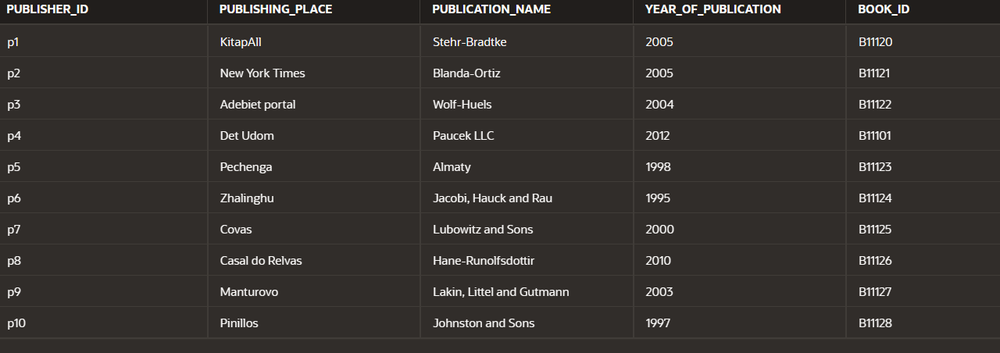 PUBLISHER_ID PUBLISHING_PLACE PUBLICATION_NAME YEAR_OF_PUBLICATION BOOK_ID
p1 KitapAll Stehr-Bradtke 2005 B11120
p2 New York Times Blanda-Ortiz 2005 B11121
p3 Adebiet portal Wolf-Huels 2004 B11122
p4 Det Udom Paucek LLC 2012 B11101
p5 Pechenga Almaty 1998 B11123
p6 Zhalinghu Jacobi, Hauck and Rau 1995 B11124
p7 Covas Lubowitz and Sons 2000 B11125
p8 Casal do Relvas Hane-Runolfsdottir 2010 B11126
p9 Manturovo Lakin, Littel and Gutmann 2003 B11127
p10 Pinillos Johnston and Sons 1997 B11128